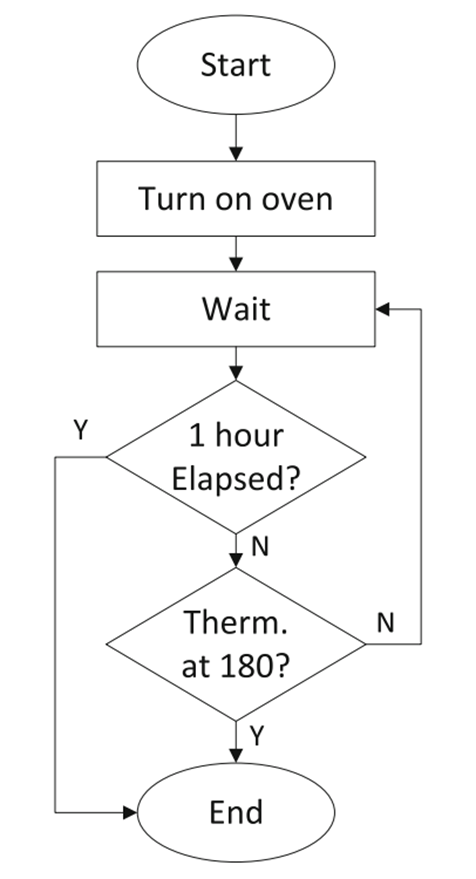 Start
Turn on oven
Wait
Y
1 hour
Elapsed?
N
Therm.
at 180?
N
Y
End